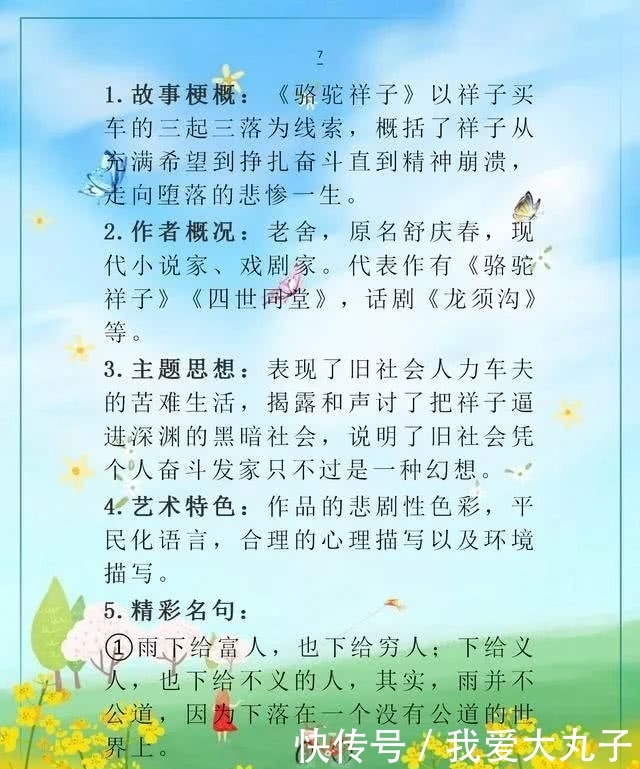 7
1.故事梗概：《骆驼祥子》以祥子买
车的三起三落为线索，概括了祥子从
充满希望到挣扎奋斗直到精神崩溃，
走向堕落的悲惨一生。
2.作者概况：老舍，原名舒庆春，现
代小说家、戏剧家。代表作有《骆驼
祥子》《四世同堂》，话剧《龙须沟》
等。
3.主题思想：表现了旧社会人力车夫
的苦难生活，揭露和声讨了把祥子逼
进深渊的黑暗社会，说明了旧社会凭
个人奋斗发家只不过是一种幻想。
4.艺术特色：作品的悲剧性色彩，平
民化语言，合理的心理描写以及环境
描写。
5.精彩名句：
①雨下给富人，也下给穷人；下给义
人，也下给不义的人，其实，雨并不
公道，因为下落在一个没有公道的世
界上。
快传号／我爱大丸子